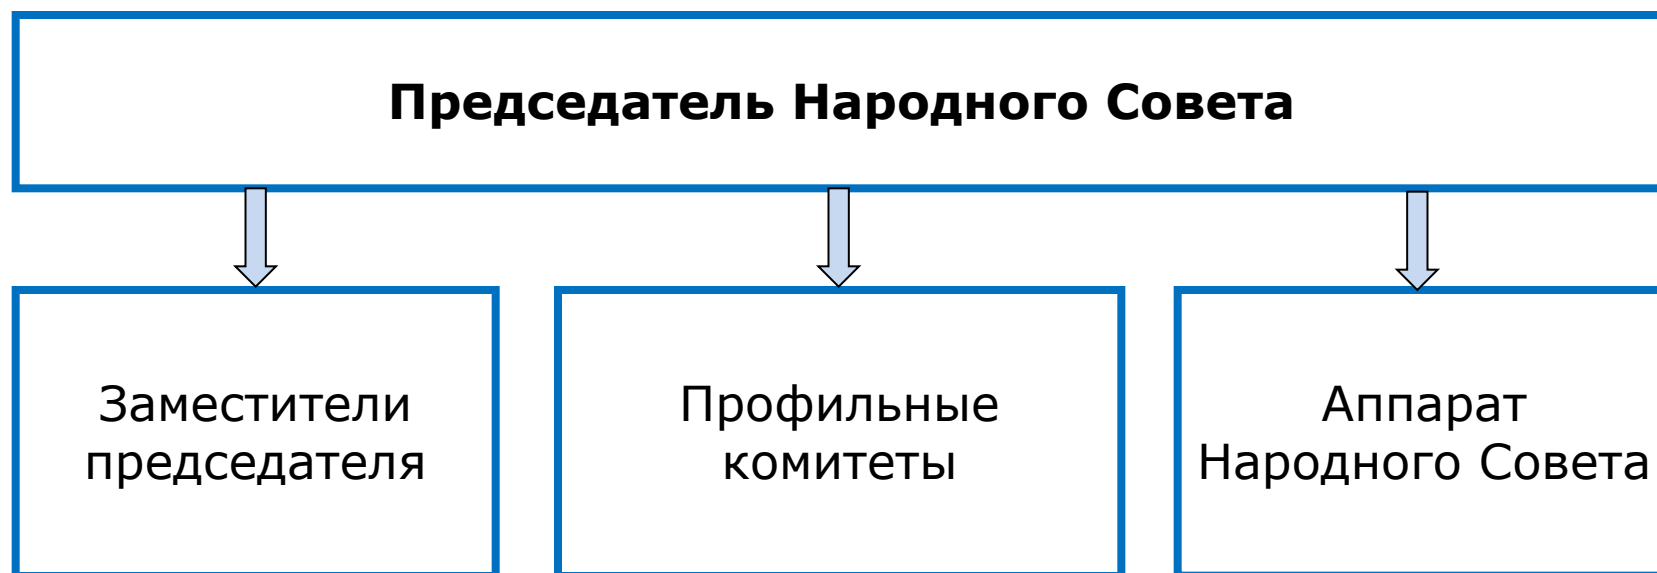 Председатель Народного Совета
Заместители
председателя
Профильные
комитеты
Аппарат
Народного Совета